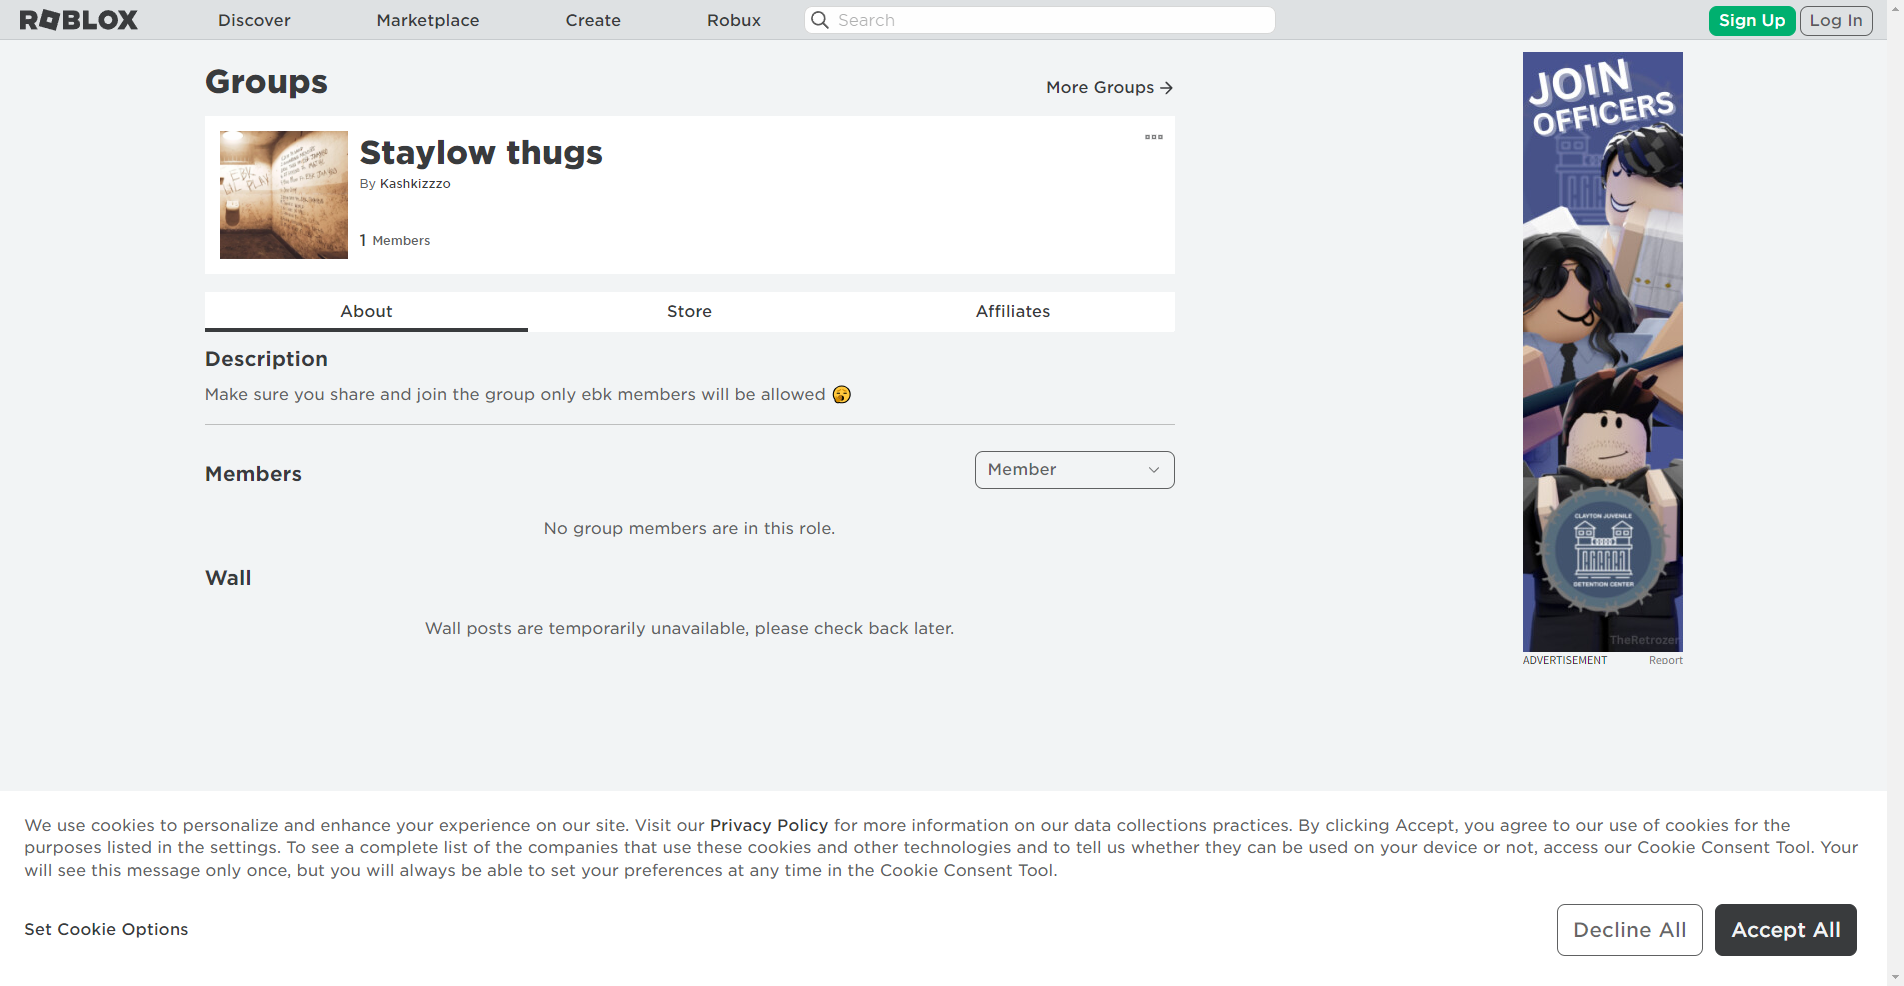 ROBLOX Discover Marketplace Create Robux Search Sign Up Log In
Groups
More Groups
Staylow thugs
By Kashkizzzo
1 Members
About Store Affiliates
Description
Make sure you share and join the group only ebk members will be allowed
Members
Member
No group members are in this role.
Wall
Wall posts are temporarily unavailable, please check back later.
JOIN
OFFICERS
CLAYTON JUVENILE
DETENTION CENTER
TheRetrozer
ADVERTISEMENT Report
We use cookies to personalize and enhance your experience on our site. Visit our Privacy Policy for more information on our data collections practices. By clicking Accept, you agree to our use of cookies for the
purposes listed in the settings. To see a complete list of the companies that use these cookies and other technologies and to tell us whether they can be used on your device or not, access our Cookie Consent Tool. Your
will see this message only once, but you will always be able to set your preferences at any time in the Cookie Consent Tool.
Set Cookie Options
Decline All Accept All